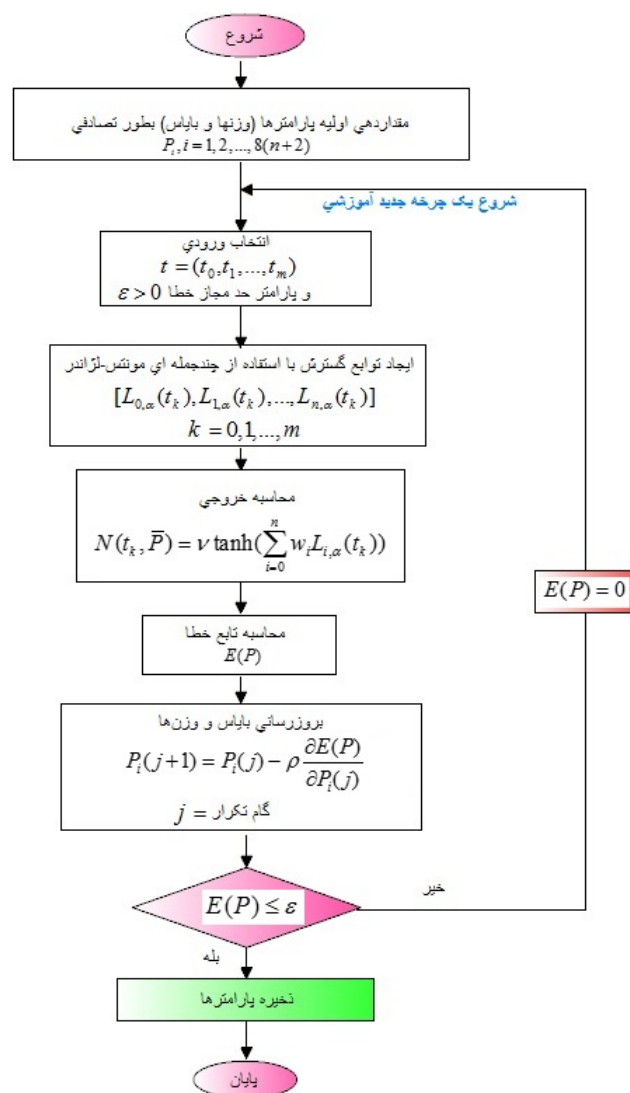 شروع
مقداردهي اوليه پارامترها (وزنها و باياس) بطور تصادفي
P_i, i = 1, 2, ..., 8(n+2)
شروع يک چرخه جديد آموزشي
انتخاب ورودي
t = (t_0, t_1, ..., t_m)
و پارامتر حد مجاز خطا ε > 0
ايجاد توابع گسترش با استفاده از چندجمله اي مونتس-لژاندر
[L_{0,α}(t_k), L_{1,α}(t_k), ..., L_{n,α}(t_k)]
k = 0, 1, ..., m
محاسبه خروجي
N(t_k, P̅) = ν tanh(∑_{i=0}^{n} w_i L_{i,α}(t_k))
E(P) = 0
محاسبه تابع خطا
E(P)
بروزرساني باياس و وزن‌ها
P_i(j+1) = P_i(j) − ρ ∂E(P)/∂P_i(j)
گام تکرار = j
E(P) ≤ ε
خير
بله
ذخيره پارامترها
پايان